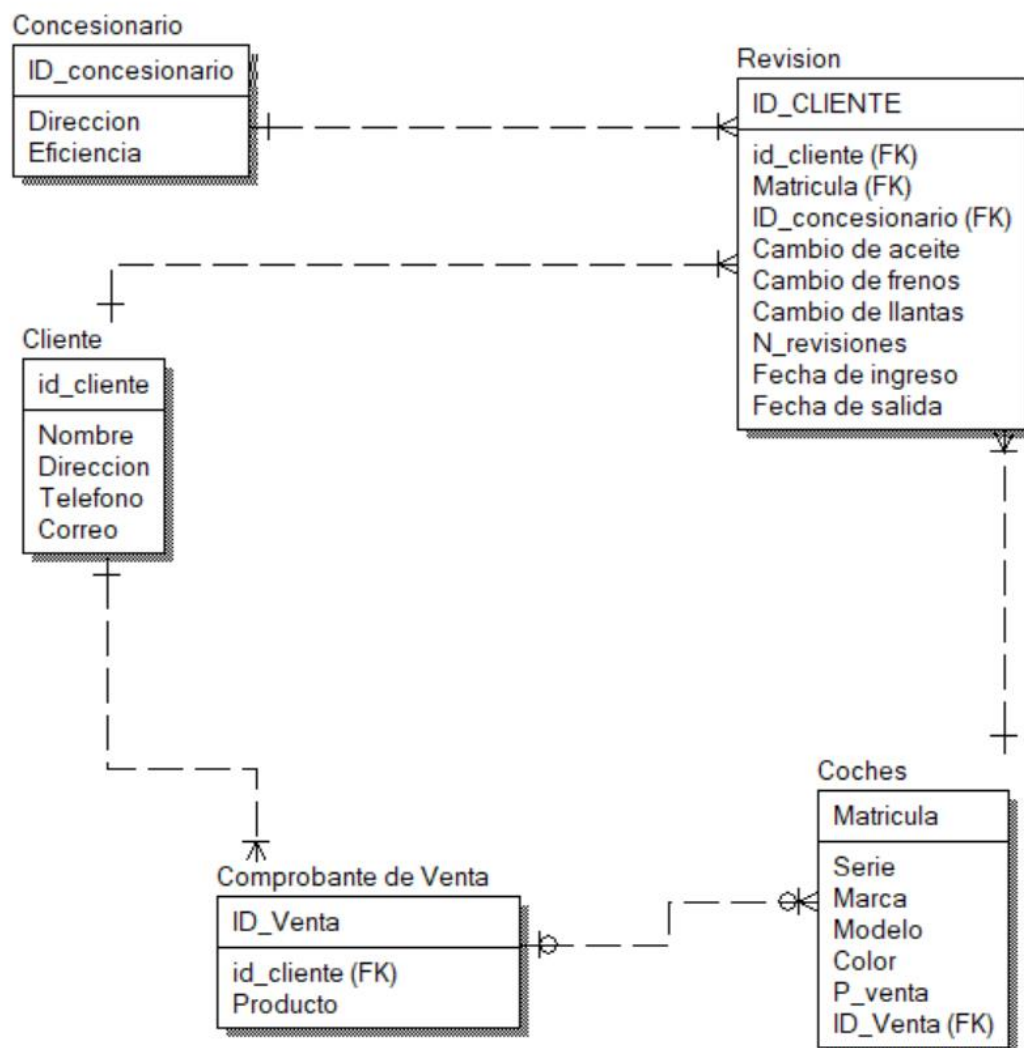 Concesionario
ID_concesionario
Direccion
Eficiencia
Revision
ID_CLIENTE
id_cliente (FK)
Matricula (FK)
ID_concesionario (FK)
Cambio de aceite
Cambio de frenos
Cambio de llantas
N_revisiones
Fecha de ingreso
Fecha de salida
Cliente
id_cliente
Nombre
Direccion
Telefono
Correo
Coches
Matricula
Serie
Marca
Modelo
Color
P_venta
ID_Venta (FK)
Comprobante de Venta
ID_Venta
id_cliente (FK)
Producto